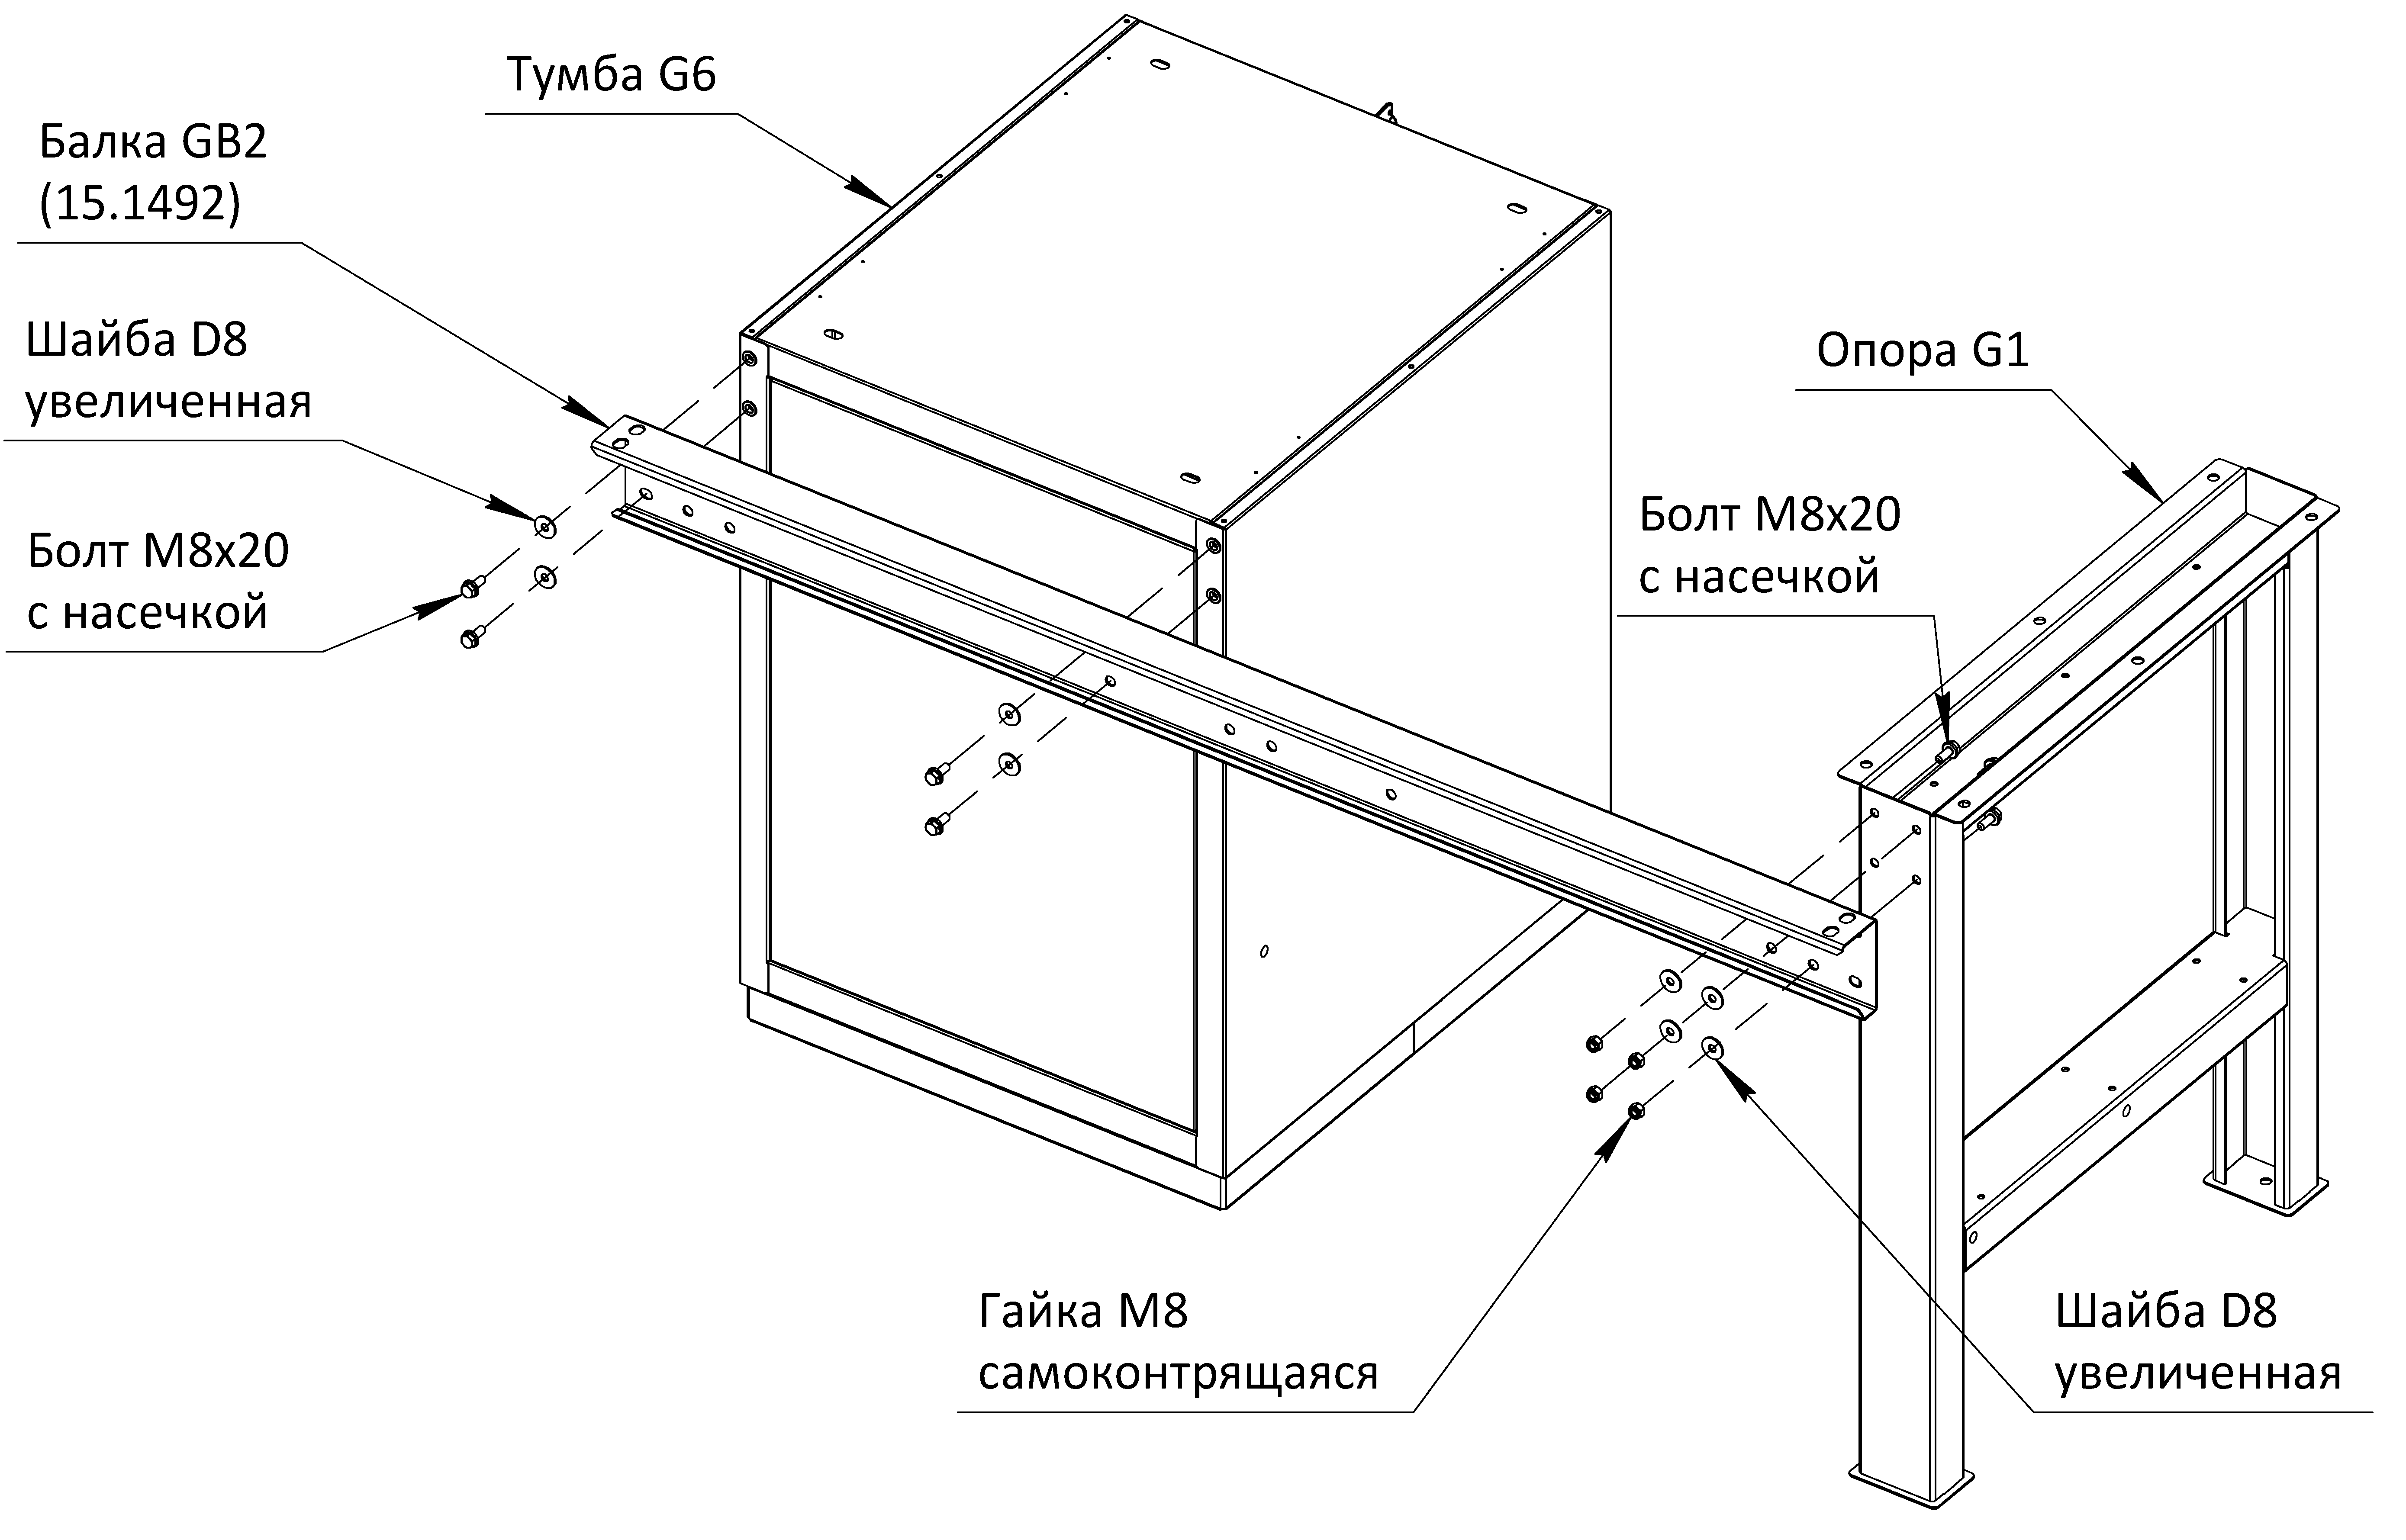 Тумба G6
Балка GB2
(15.1492)
Шайба D8
увеличенная
Болт М8х20
с насечкой
Опора G1
Болт М8х20
с насечкой
Гайка М8
самоконтрящаяся
Шайба D8
увеличенная